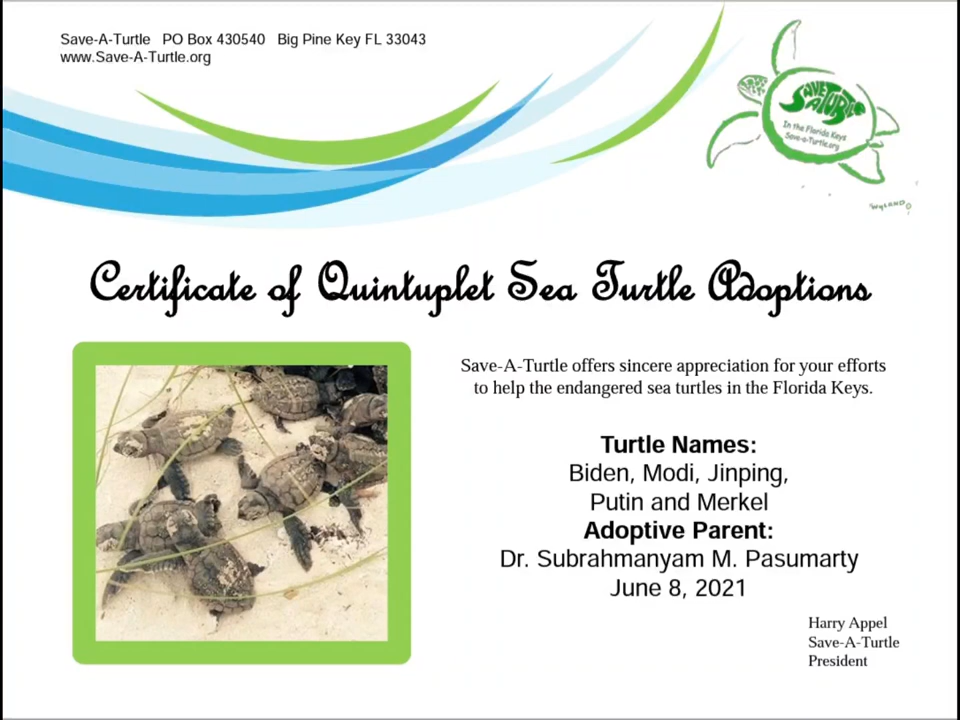 Save-A-Turtle PO Box 430540 Big Pine Key FL 33043
www.Save-A-Turtle.org
SAVE
A TURTLE
In the Florida Keys
Save-a-Turtle.org
WYLAND
Certificate of Quintuplet Sea Turtle Adoptions
Save-A-Turtle offers sincere appreciation for your efforts
to help the endangered sea turtles in the Florida Keys.
Turtle Names:
Biden, Modi, Jinping,
Putin and Merkel
Adoptive Parent:
Dr. Subrahmanyam M. Pasumarty
June 8, 2021
Harry Appel
Save-A-Turtle
President